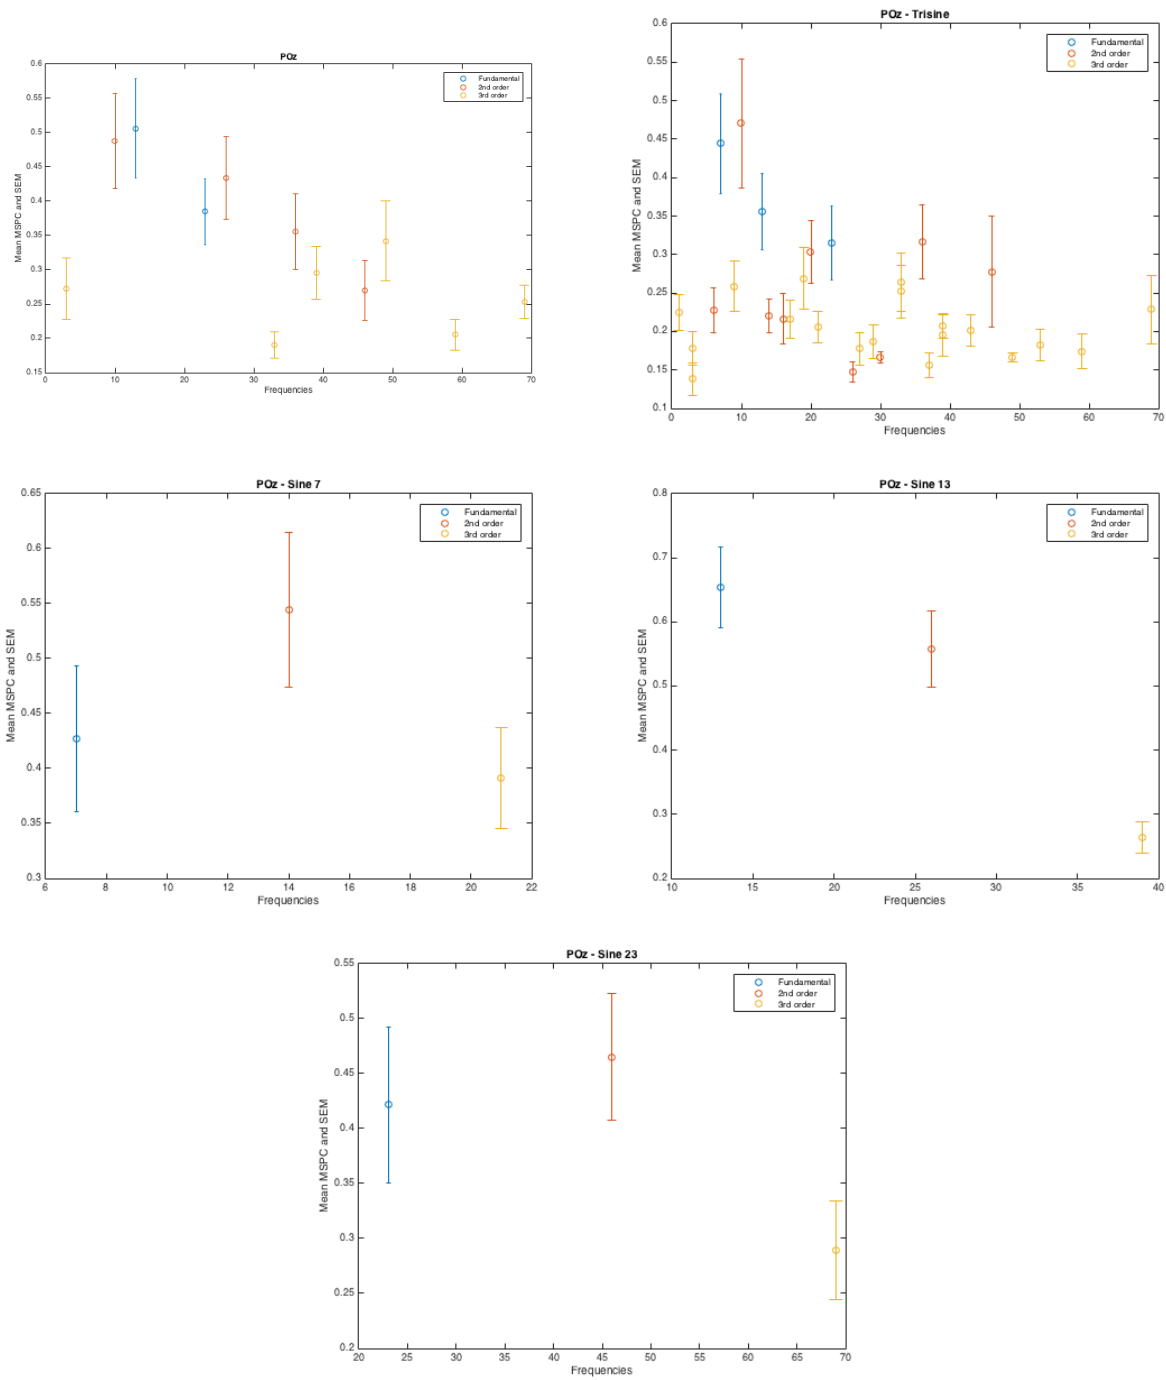 POz
Fundamental
2nd order
3rd order
0.6
0.55
0.5
0.45
0.4
0.35
0.3
0.25
0.2
0.15
Mean MSPC and SEM
0 10 20 30 40 50 60 70
Frequencies
POz - Trisine
Fundamental
2nd order
3rd order
0.6
0.55
0.5
0.45
0.4
0.35
0.3
0.25
0.2
0.15
0.1
Mean MSPC and SEM
0 10 20 30 40 50 60 70
Frequencies
POz - Sine 7
Fundamental
2nd order
3rd order
0.65
0.6
0.55
0.5
0.45
0.4
0.35
0.3
Mean MSPC and SEM
6 8 10 12 14 16 18 20 22
Frequencies
POz - Sine 13
Fundamental
2nd order
3rd order
0.8
0.7
0.6
0.5
0.4
0.3
0.2
Mean MSPC and SEM
10 15 20 25 30 35 40
Frequencies
POz - Sine 23
Fundamental
2nd order
3rd order
0.55
0.5
0.45
0.4
0.35
0.3
0.25
0.2
Mean MSPC and SEM
20 25 30 35 40 45 50 55 60 65 70
Frequencies